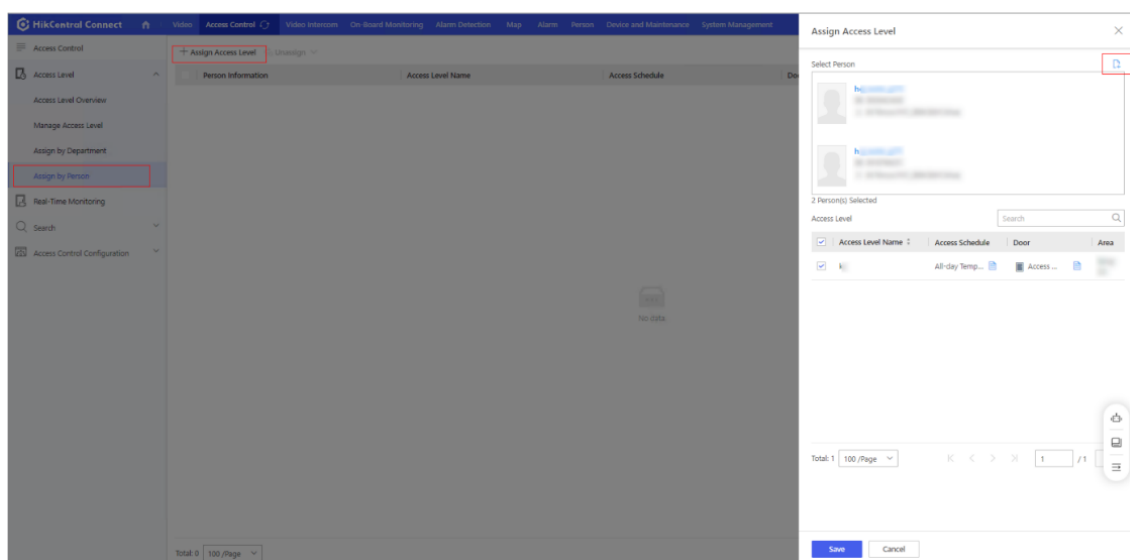 HikCentral Connect
Video Access Control Video Intercom On-Board Monitoring Alarm Detection Map Alarm Person Device and Maintenance System Management
Access Control
Access Level
Access Level Overview
Manage Access Level
Assign by Department
Assign by Person
Real-Time Monitoring
Search
Access Control Configuration
+ Assign Access Level Unassign
Person Information Access Level Name Access Schedule Do
No data
Total: 0 100 /Page
Assign Access Level
Select Person
2 Person(s) Selected
Access Level Search
Access Level Name Access Schedule Door Area
All-day Temp... Access ...
Total: 1 100 /Page 1 / 1
Save Cancel